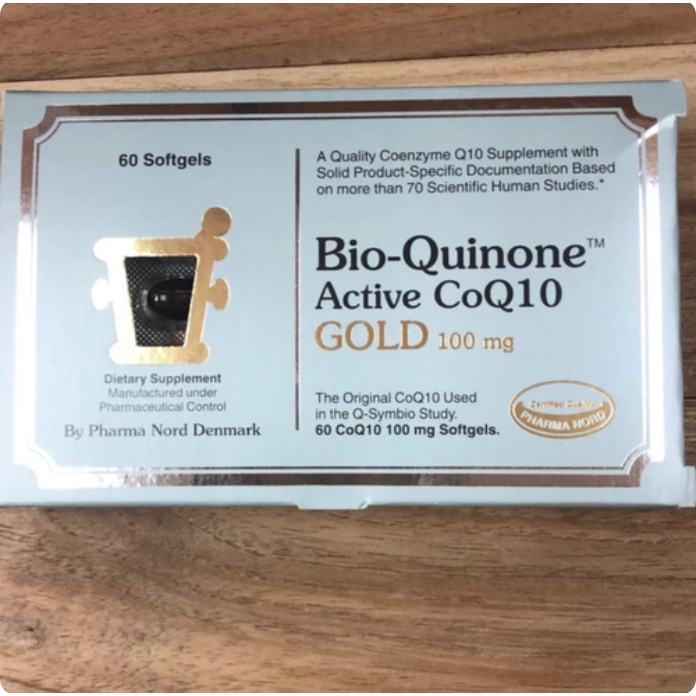 60 Softgels
Dietary Supplement
Manufactured under
Pharmaceutical Control
By Pharma Nord Denmark
A Quality Coenzyme Q10 Supplement with
Solid Product-Specific Documentation Based
on more than 70 Scientific Human Studies.*
Bio-Quinone™
Active CoQ10
GOLD 100 mg
The Original CoQ10 Used
in the Q-Symbio Study.
60 CoQ10 100 mg Softgels.
Certified Quality
PHARMA NORD